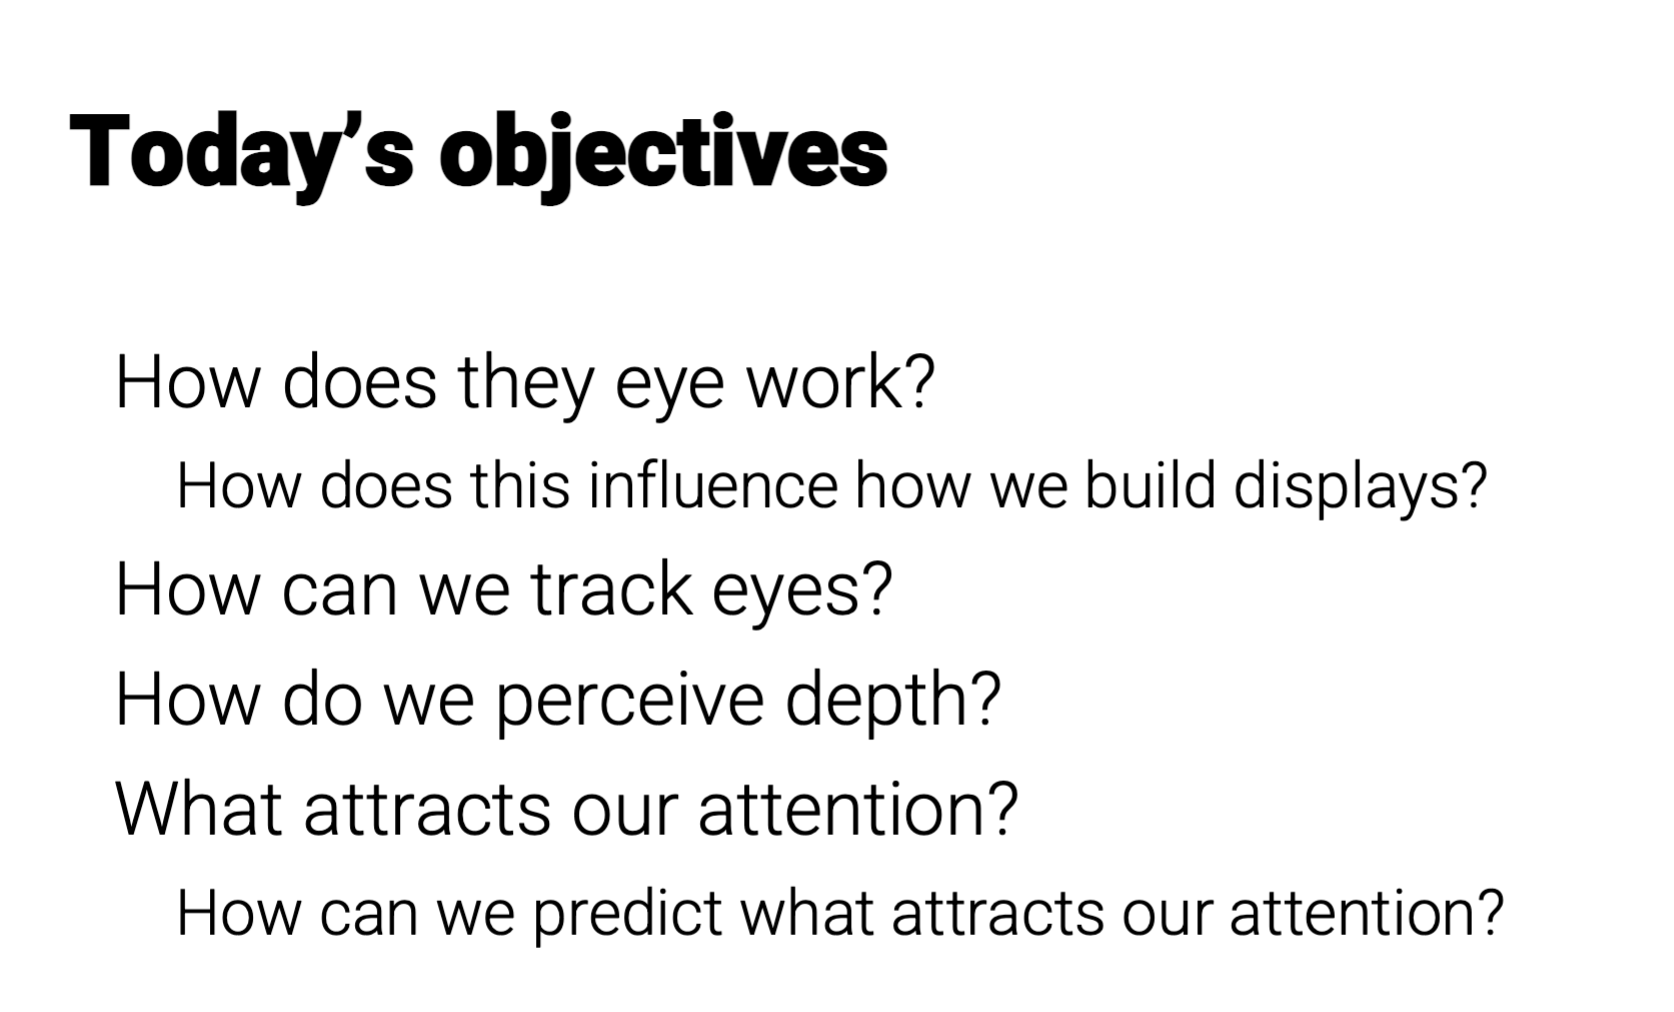 Today’s objectives
How does they eye work?
How does this influence how we build displays?
How can we track eyes?
How do we perceive depth?
What attracts our attention?
How can we predict what attracts our attention?